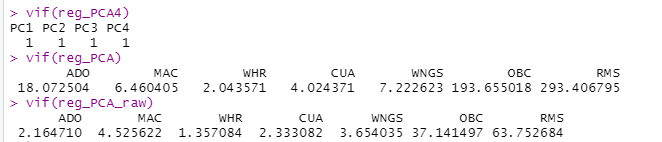 > vif(reg_PCA4)
PC1 PC2 PC3 PC4
1 1 1 1
> vif(reg_PCA)
ADO MAC WHR CUA WNGS OBC RMS
18.072504 6.460405 2.043571 4.024371 7.222623 193.655018 293.406795
> vif(reg_PCA_raw)
ADO MAC WHR CUA WNGS OBC RMS
2.164710 4.525622 1.357084 2.333082 3.654035 37.141497 63.752684